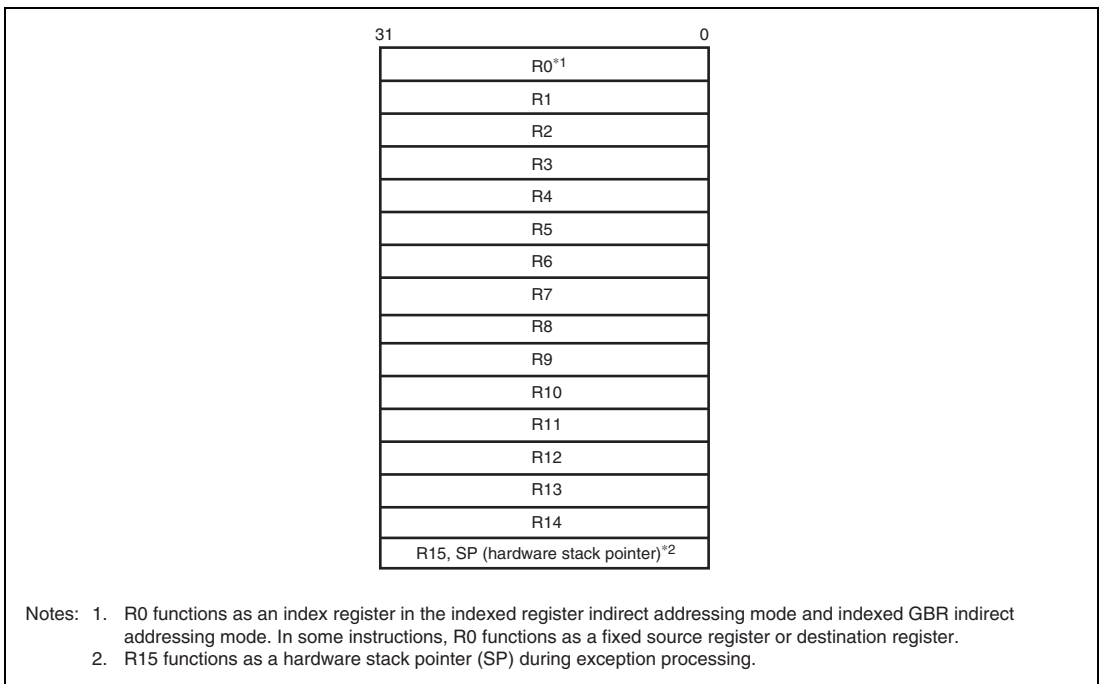 31 0
R0*1
R1
R2
R3
R4
R5
R6
R7
R8
R9
R10
R11
R12
R13
R14
R15, SP (hardware stack pointer)*2
Notes: 1. R0 functions as an index register in the indexed register indirect addressing mode and indexed GBR indirect
addressing mode. In some instructions, R0 functions as a fixed source register or destination register.
2. R15 functions as a hardware stack pointer (SP) during exception processing.